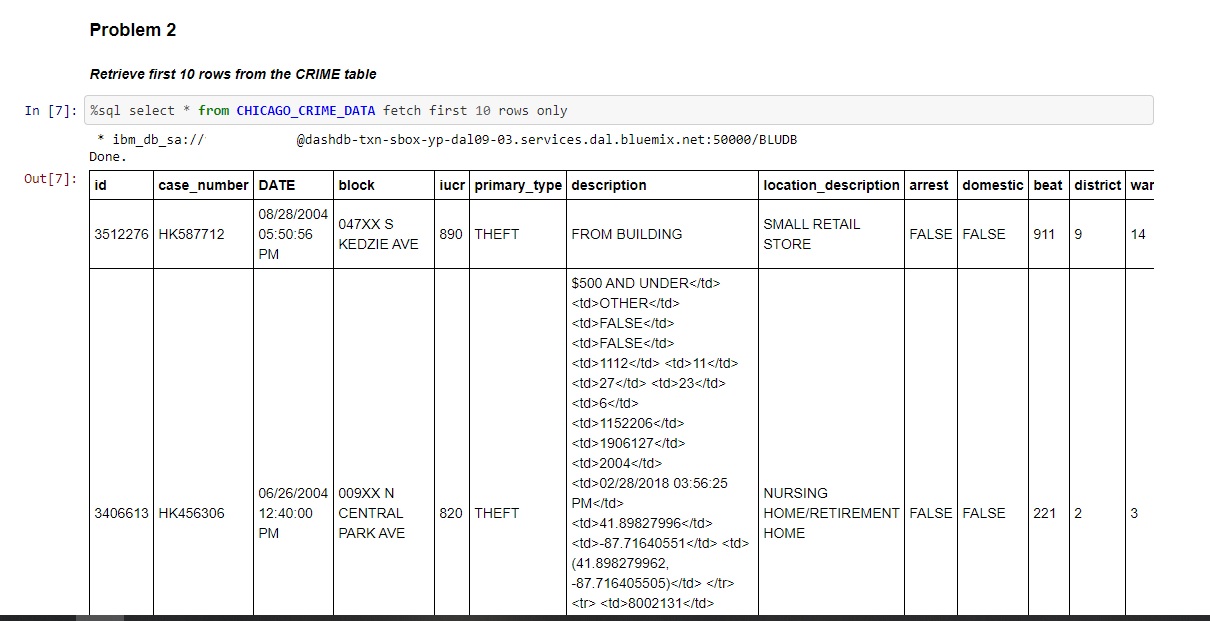 Problem 2
Retrieve first 10 rows from the CRIME table
In [7]: %sql select * from CHICAGO_CRIME_DATA fetch first 10 rows only
* ibm_db_sa:// @dashdb-txn-sbox-yp-dal09-03.services.dal.bluemix.net:50000/BLUDB
Done.
Out[7]:
id case_number DATE block iucr primary_type description location_description arrest domestic beat district war
3512276 HK587712 08/28/2004 05:50:56 PM 047XX S KEDZIE AVE 890 THEFT FROM BUILDING SMALL RETAIL STORE FALSE FALSE 911 9 14
3406613 HK456306 06/26/2004 12:40:00 PM 009XX N CENTRAL PARK AVE 820 THEFT
$500 AND UNDER</td>
<td>OTHER</td>
<td>FALSE</td>
<td>FALSE</td>
<td>1112</td> <td>11</td>
<td>27</td> <td>23</td>
<td>6</td>
<td>1152206</td>
<td>1906127</td>
<td>2004</td>
<td>02/28/2018 03:56:25
PM</td>
<td>41.89827996</td>
<td>-87.71640551</td> <td>
(41.898279962,
-87.716405505)</td> </tr>
<tr> <td>8002131</td>
NURSING HOME/RETIREMENT HOME FALSE FALSE 221 2 3